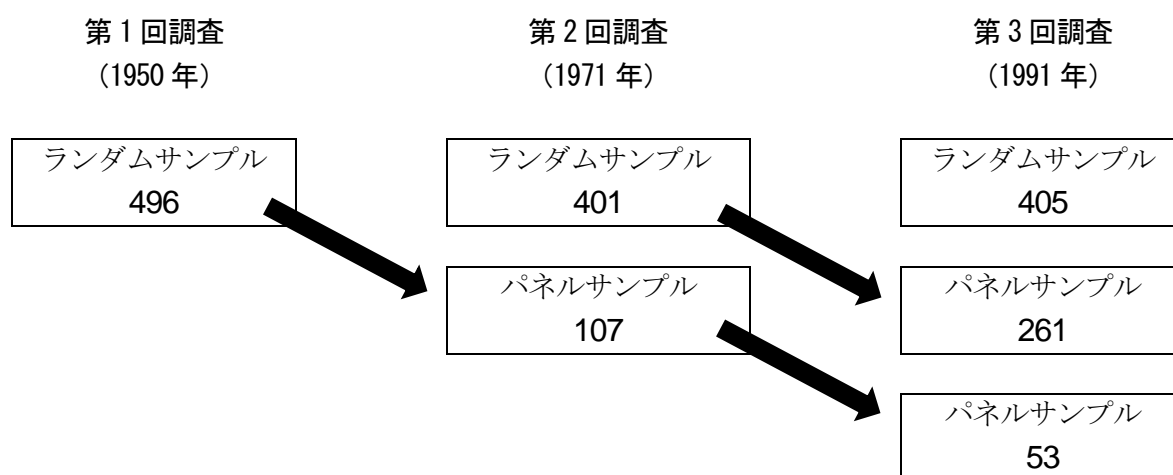 第1回調査
(1950年)
第2回調査
(1971年)
第3回調査
(1991年)
ランダムサンプル
496
ランダムサンプル
401
ランダムサンプル
405
パネルサンプル
107
パネルサンプル
261
パネルサンプル
53